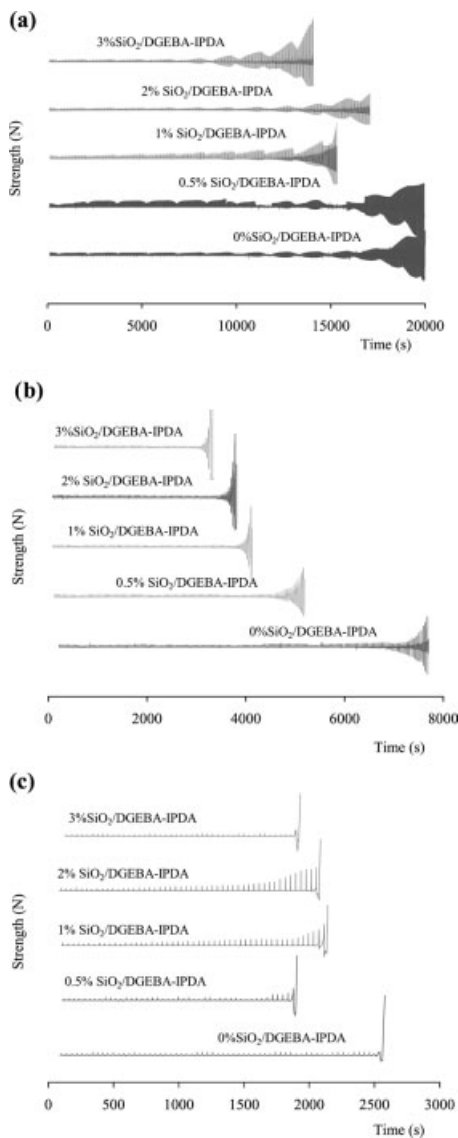 (a)
3%SiO₂/DGEBA-IPDA
2% SiO₂/DGEBA-IPDA
1% SiO₂/DGEBA-IPDA
0.5% SiO₂/DGEBA-IPDA
0%SiO₂/DGEBA-IPDA
Strength (N)
0 5000 10000 15000 20000
Time (s)
(b)
3%SiO₂/DGEBA-IPDA
2% SiO₂/DGEBA-IPDA
1% SiO₂/DGEBA-IPDA
0.5% SiO₂/DGEBA-IPDA
0%SiO₂/DGEBA-IPDA
Strength (N)
0 2000 4000 6000 8000
Time (s)
(c)
3%SiO₂/DGEBA-IPDA
2% SiO₂/DGEBA-IPDA
1% SiO₂/DGEBA-IPDA
0.5% SiO₂/DGEBA-IPDA
0%SiO₂/DGEBA-IPDA
Strength (N)
0 500 1000 1500 2000 2500 3000
Time (s)